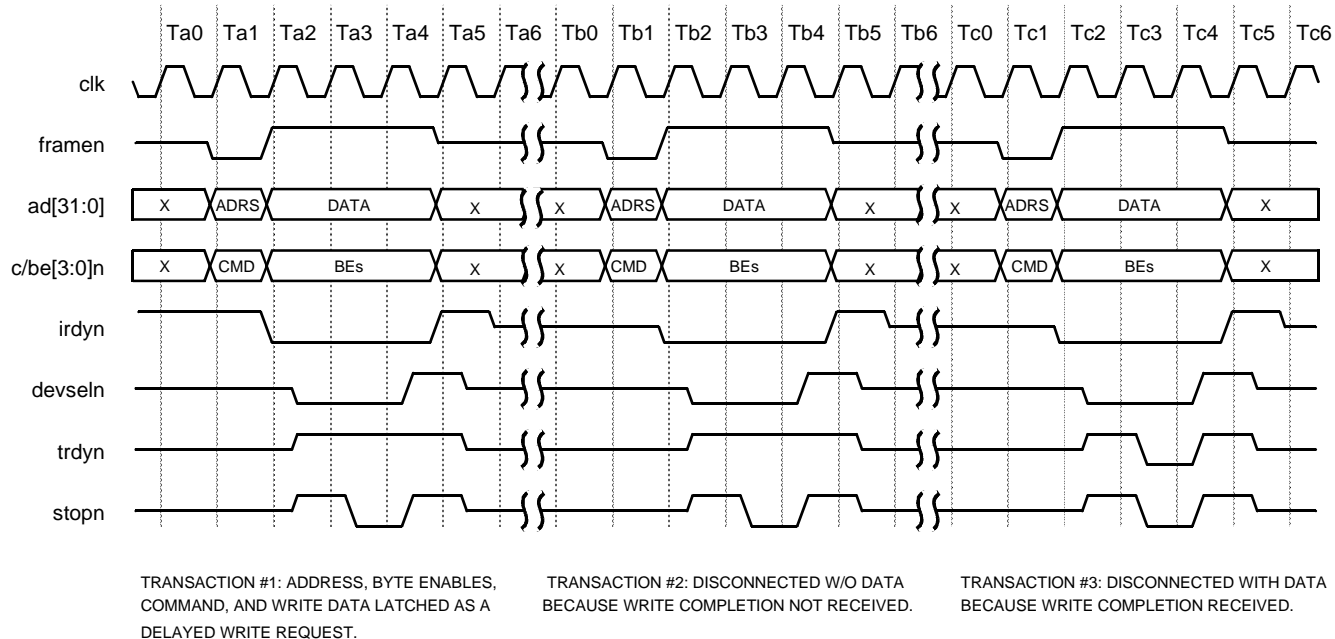 Ta0 Ta1 Ta2 Ta3 Ta4 Ta5 Ta6 Tb0 Tb1 Tb2 Tb3 Tb4 Tb5 Tb6 Tc0 Tc1 Tc2 Tc3 Tc4 Tc5 Tc6
clk
framen
ad[31:0] X ADRS DATA X X ADRS DATA X X ADRS DATA X
c/be[3:0]n X CMD BEs X X CMD BEs X X CMD BEs X
irdyn
devseln
trdyn
stopn
TRANSACTION #1: ADDRESS, BYTE ENABLES,
COMMAND, AND WRITE DATA LATCHED AS A
DELAYED WRITE REQUEST.
TRANSACTION #2: DISCONNECTED W/O DATA
BECAUSE WRITE COMPLETION NOT RECEIVED.
TRANSACTION #3: DISCONNECTED WITH DATA
BECAUSE WRITE COMPLETION RECEIVED.